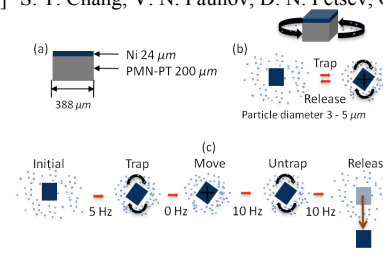 S. T. Chang, V. N. Paunov, D. N. Petsev, O
(a)
Ni 24 μm
PMN-PT 200 μm
388 μm
(b)
Trap
Release
Particle diameter 3 - 5 μm
(c)
Initial
Trap
Move
Untrap
Releas
5 Hz
0 Hz
10 Hz
10 Hz